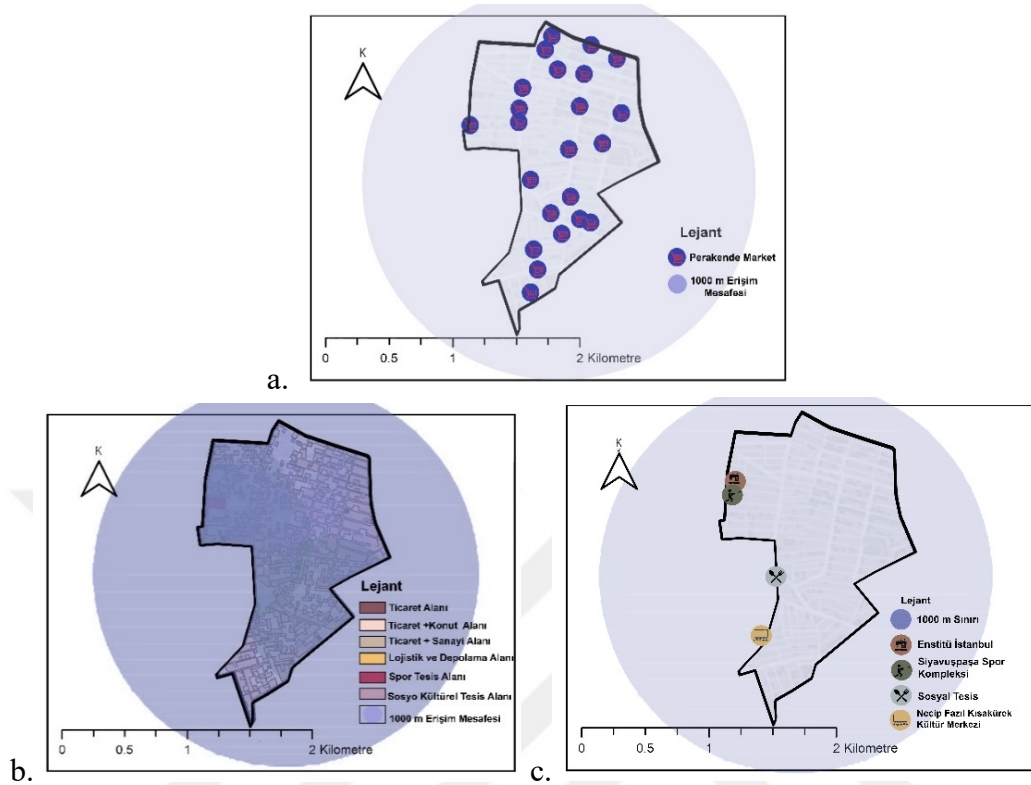 K
Lejant
Perakende Market
1000 m Erişim
Mesafesi
0 0.5 1 2 Kilometre
a.
K
Lejant
Ticaret Alanı
Ticaret +Konut Alanı
Ticaret + Sanayi Alanı
Lojistik ve Depolama Alanı
Spor Tesis Alanı
Sosyo Kültürel Tesis Alanı
1000 m Erişim Mesafesi
0 0.5 1 2 Kilometre
b.
K
Lejant
1000 m Sınırı
Enstitü İstanbul
Siyavuşpaşa Spor
Kompleksi
Sosyal Tesis
Necip Fazıl Kısakürek
Kültür Merkezi
0 0.5 1 2 Kilometre
c.